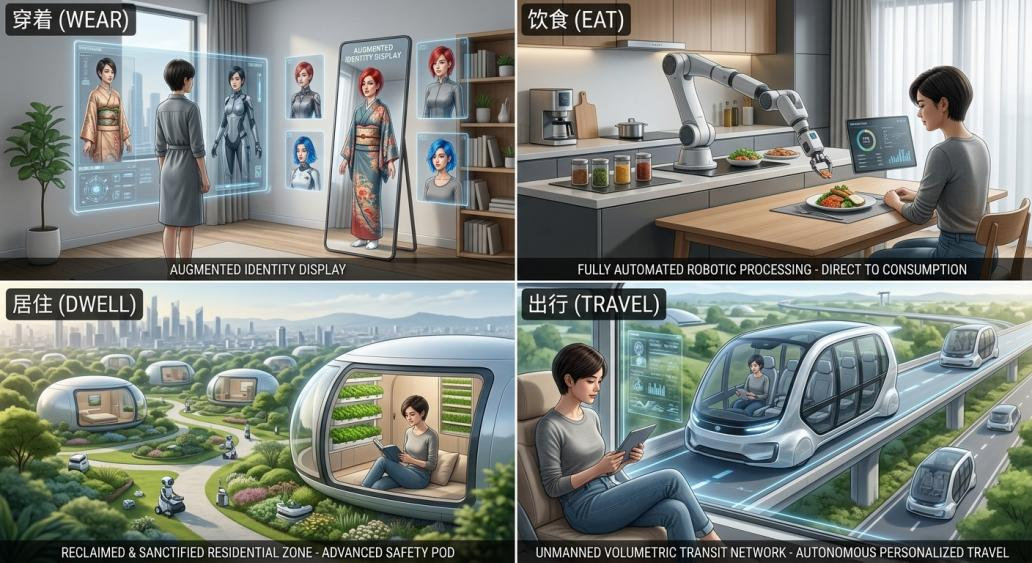 穿着 (WEAR)
AUGMENTED
IDENTITY DISPLAY
AUGMENTED IDENTITY DISPLAY
饮食 (EAT)
FULLY AUTOMATED ROBOTIC PROCESSING - DIRECT TO CONSUMPTION
居住 (DWELL)
RECLAIMED & SANCTIFIED RESIDENTIAL ZONE - ADVANCED SAFETY POD
出行 (TRAVEL)
UNMANNED VOLUMETRIC TRANSIT NETWORK - AUTONOMOUS PERSONALIZED TRAVEL